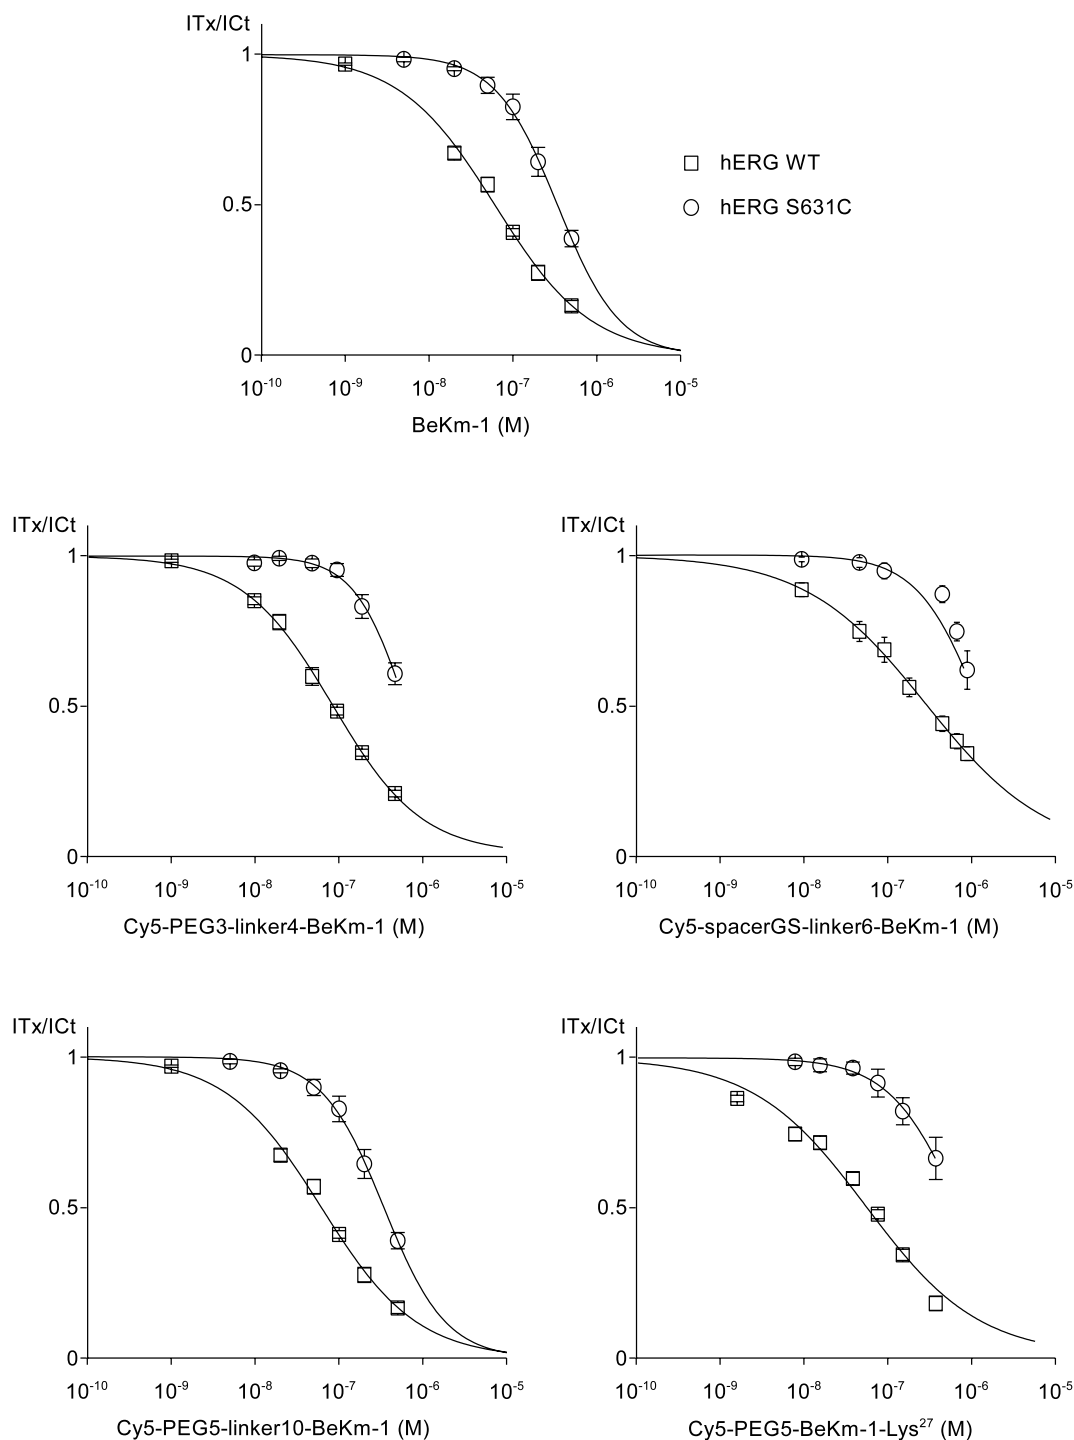 ITx/ICt
1
0.5
0
10⁻¹⁰ 10⁻⁹ 10⁻⁸ 10⁻⁷ 10⁻⁶ 10⁻⁵
BeKm-1 (M)
hERG WT
hERG S631C
ITx/ICt
1
0.5
0
10⁻¹⁰ 10⁻⁹ 10⁻⁸ 10⁻⁷ 10⁻⁶ 10⁻⁵
Cy5-PEG3-linker4-BeKm-1 (M)
ITx/ICt
1
0.5
0
10⁻¹⁰ 10⁻⁹ 10⁻⁸ 10⁻⁷ 10⁻⁶ 10⁻⁵
Cy5-spacerGS-linker6-BeKm-1 (M)
ITx/ICt
1
0.5
0
10⁻¹⁰ 10⁻⁹ 10⁻⁸ 10⁻⁷ 10⁻⁶ 10⁻⁵
Cy5-PEG5-linker10-BeKm-1 (M)
ITx/ICt
1
0.5
0
10⁻¹⁰ 10⁻⁹ 10⁻⁸ 10⁻⁷ 10⁻⁶ 10⁻⁵
Cy5-PEG5-BeKm-1-Lys²⁷ (M)